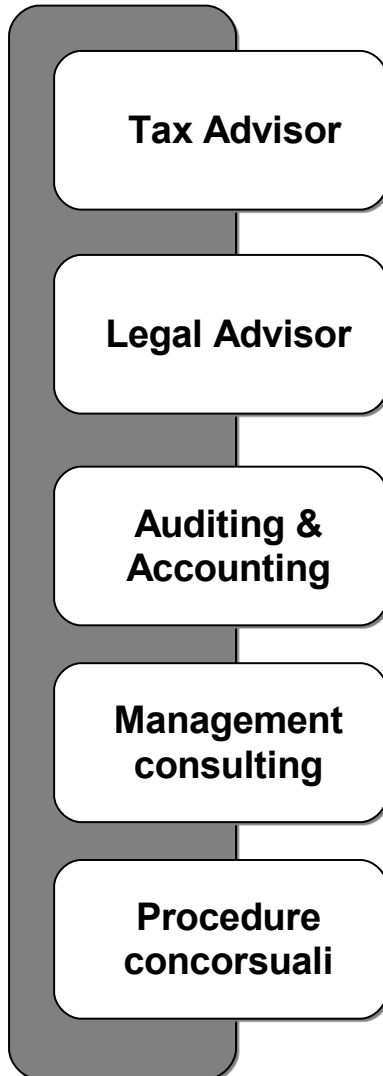 Tax Advisor
Legal Advisor
Auditing &
Accounting
Management
consulting
Procedure
concorsuali